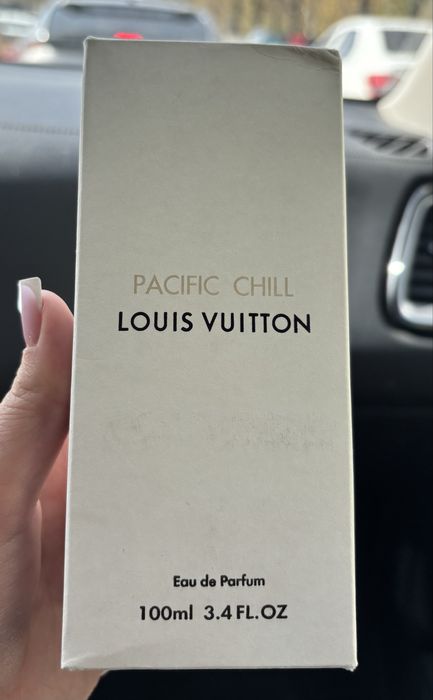 PACIFIC CHILL
LOUIS VUITTON
Eau de Parfum
100ml 3.4 FL.OZ